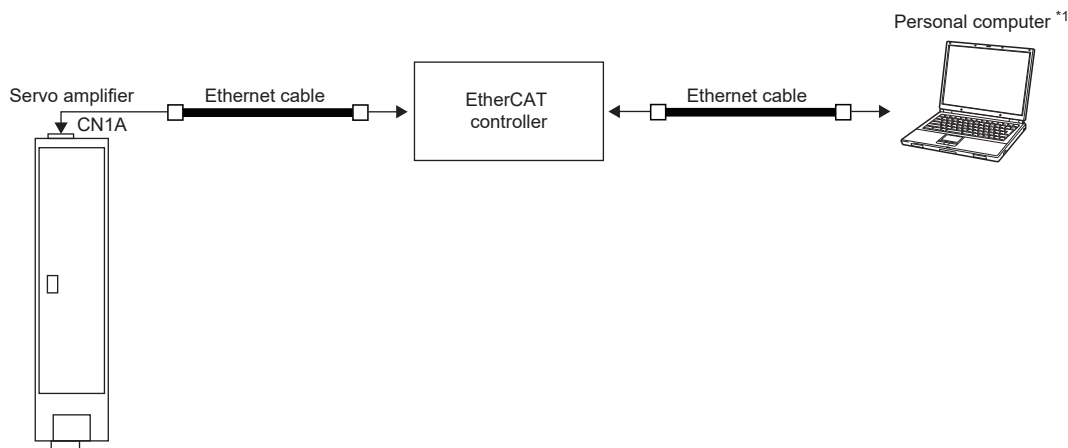 Personal computer *1
Servo amplifier
Ethernet cable
EtherCAT
controller
Ethernet cable
CN1A